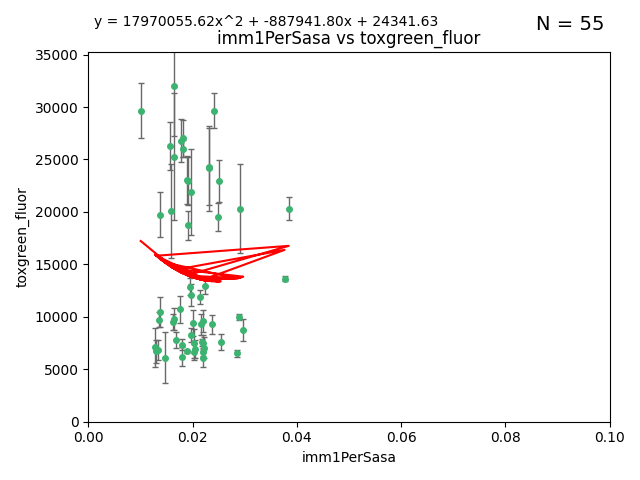 y = 17970055.62x^2 + -887941.80x + 24341.63
N = 55
imm1PerSasa vs toxgreen_fluor
35000
30000
25000
20000
15000
10000
5000
0
toxgreen_fluor
0.00 0.02 0.04 0.06 0.08 0.10
imm1PerSasa